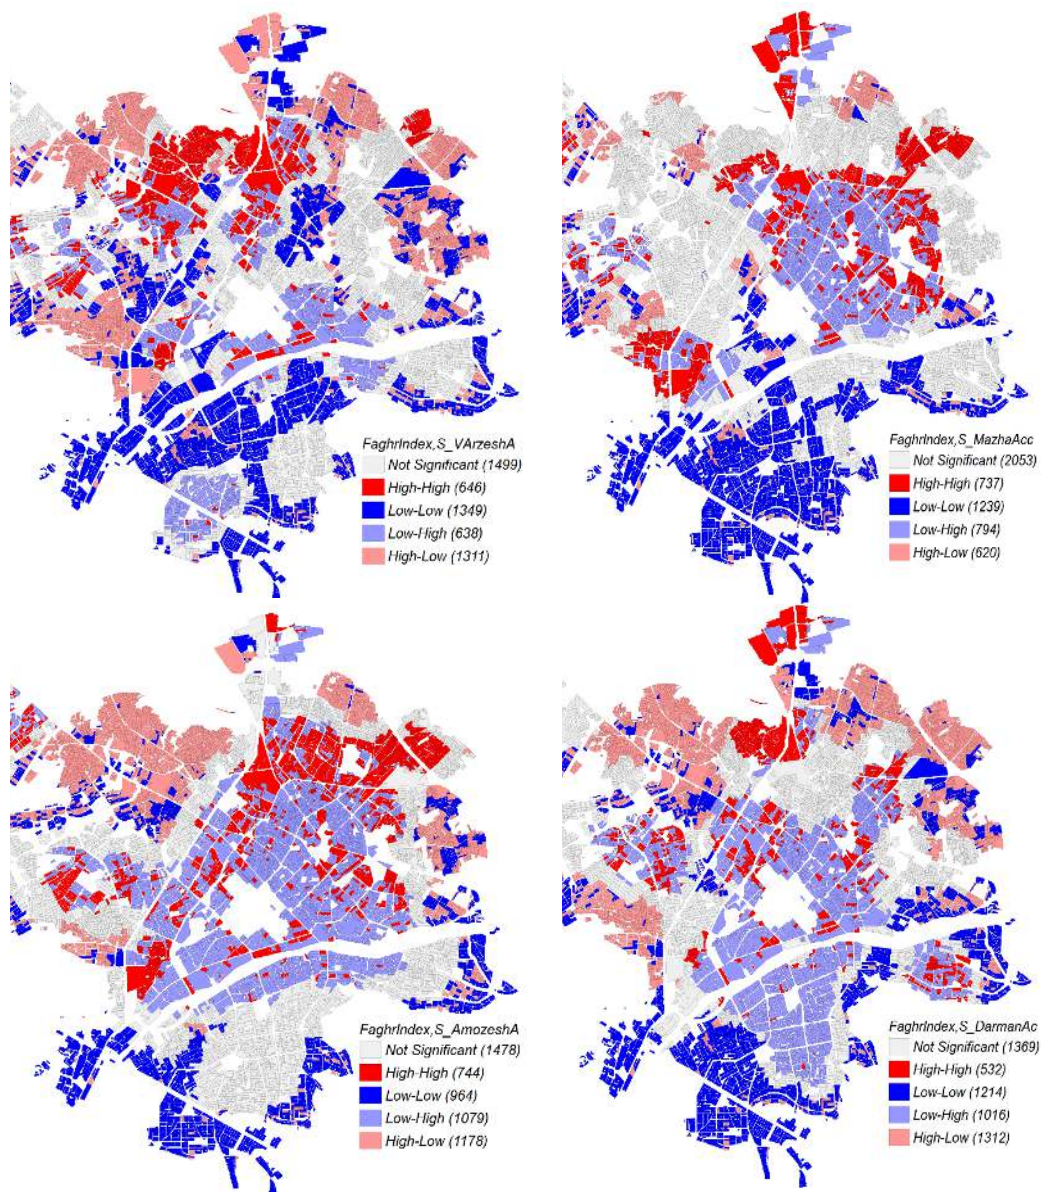 FaghrIndex,S_VArzeshA
Not Significant (1499)
High-High (646)
Low-Low (1349)
Low-High (638)
High-Low (1311)
FaghrIndex,S_MazhaAcc
Not Significant (2053)
High-High (737)
Low-Low (1239)
Low-High (794)
High-Low (620)
FaghrIndex,S_AmozeshA
Not Significant (1478)
High-High (744)
Low-Low (964)
Low-High (1079)
High-Low (1178)
FaghrIndex,S_DarmanAc
Not Significant (1369)
High-High (532)
Low-Low (1214)
Low-High (1016)
High-Low (1312)